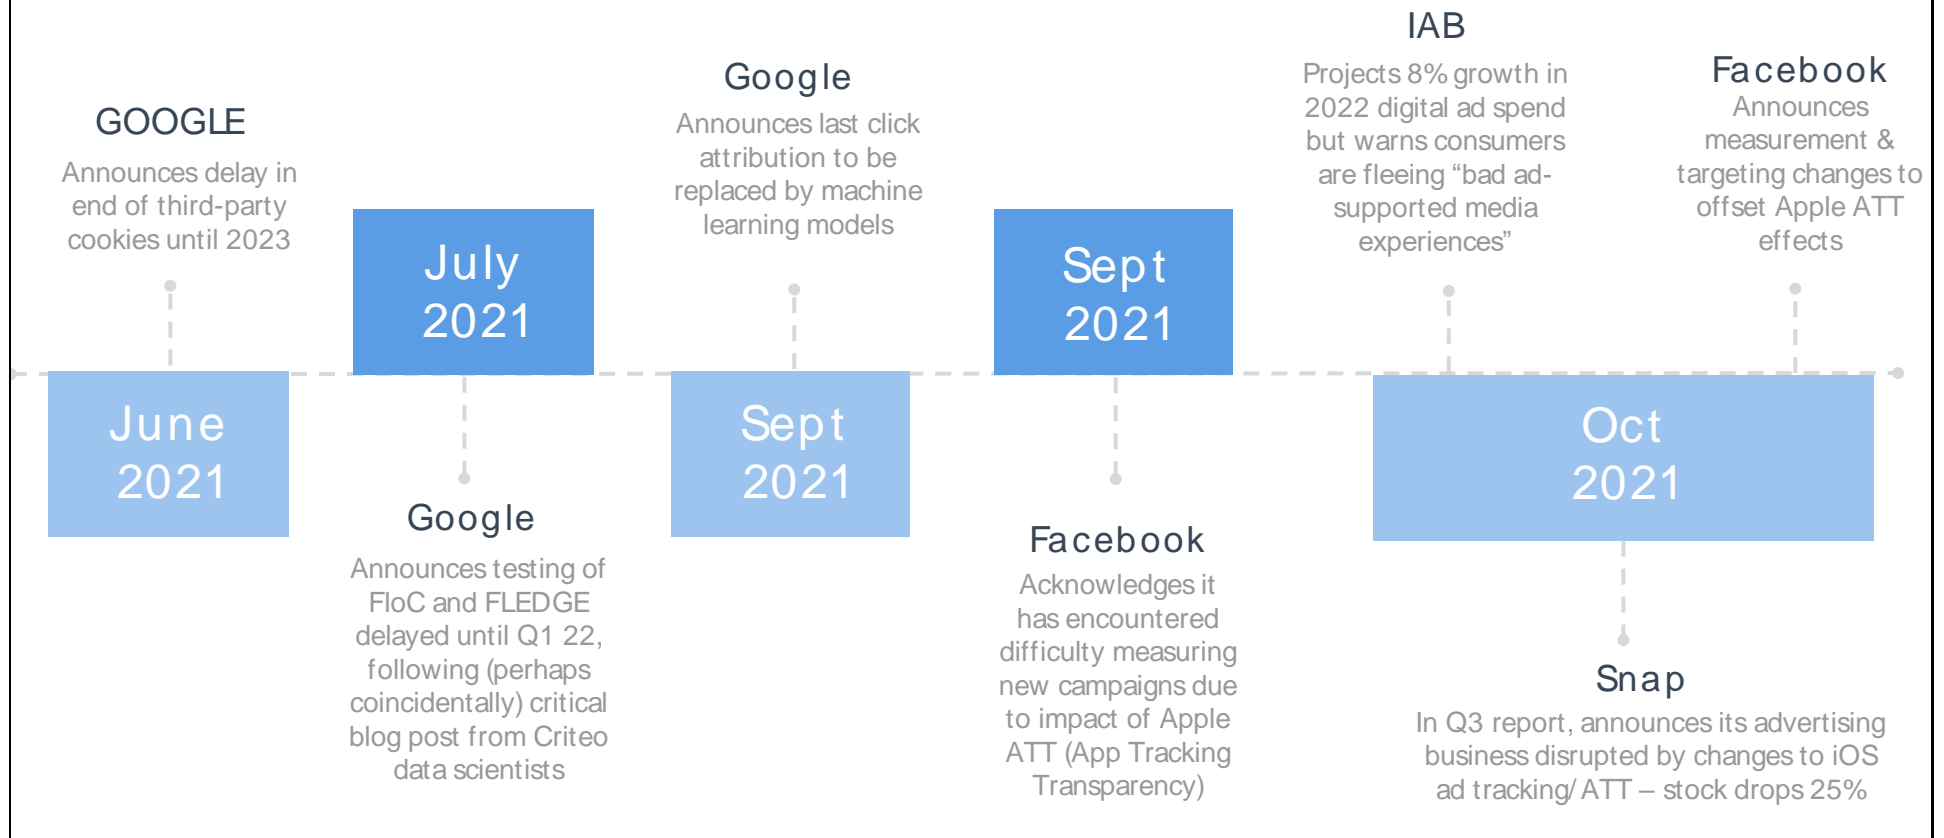 GOOGLE
Announces delay in
end of third-party
cookies until 2023
June
2021
July
2021
Google
Announces testing of
FloC and FLEDGE
delayed until Q1 22,
following (perhaps
coincidentally) critical
blog post from Criteo
data scientists
Google
Announces last click
attribution to be
replaced by machine
learning models
Sept
2021
Sept
2021
Facebook
Acknowledges it
has encountered
difficulty measuring
new campaigns due
to impact of Apple
ATT (App Tracking
Transparency)
IAB
Projects 8% growth in
2022 digital ad spend
but warns consumers
are fleeing “bad ad-
supported media
experiences”
Facebook
Announces
measurement &
targeting changes to
offset Apple ATT
effects
Oct
2021
Snap
In Q3 report, announces its advertising
business disrupted by changes to iOS
ad tracking/ATT – stock drops 25%